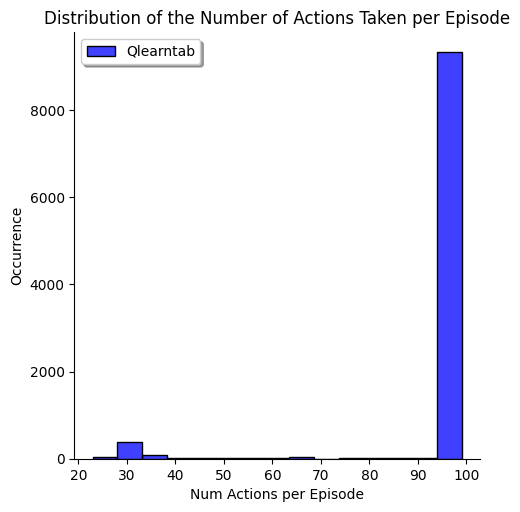 Distribution of the Number of Actions Taken per Episode
Qlearntab
8000
6000
4000
2000
0
Occurrence
20 30 40 50 60 70 80 90 100
Num Actions per Episode